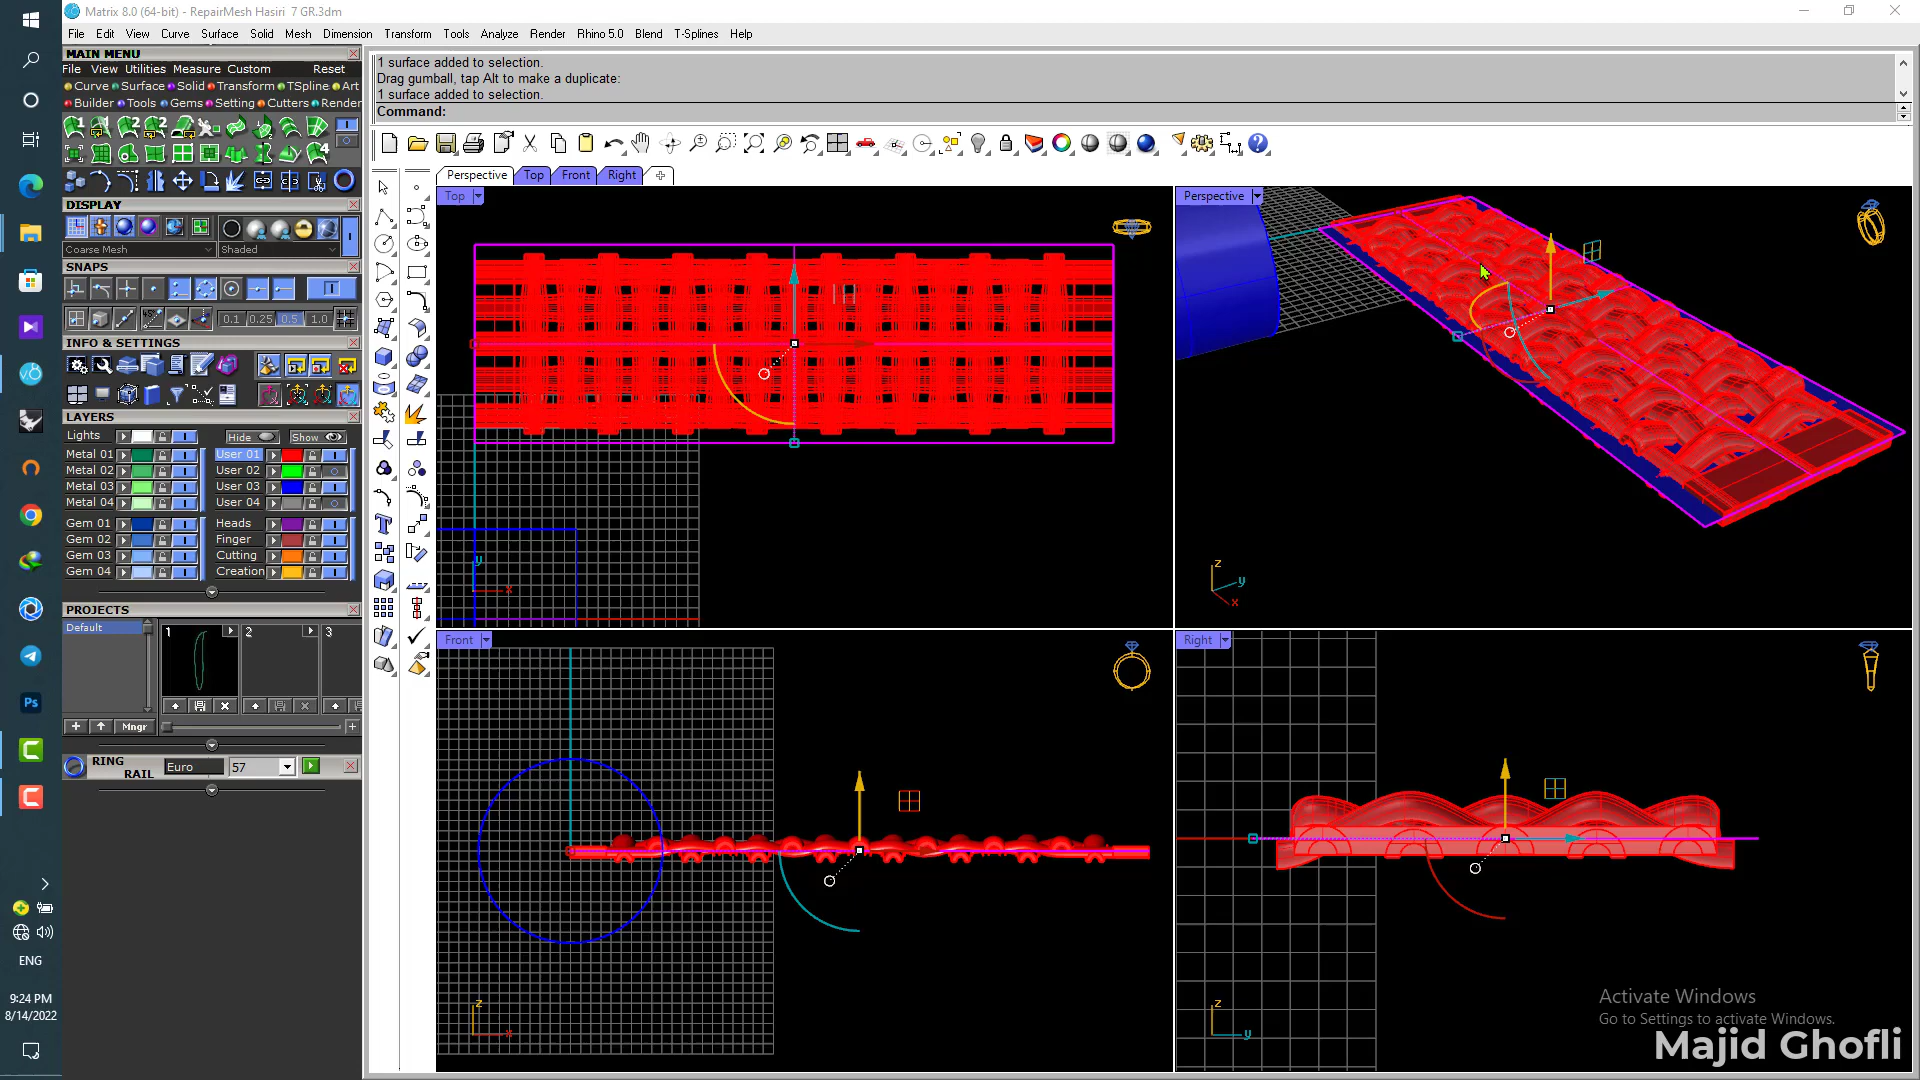 Matrix 8.0 (64-bit) - RepairMesh Hasiri  7 GR.3dm
File Edit View Curve Surface Solid Mesh Dimension Transform Tools Analyze Render Rhino 5.0 Blend T-Splines Help
MAIN MENU
File View Utilities Measure Custom Reset
Curve Surface Solid Transform TSpline Art
Builder Tools Gems Setting Cutters Render
1 surface added to selection.
Drag gumball, tap Alt to make a duplicate:
1 surface added to selection.
Command:
Perspective Top Front Right
DISPLAY
Coarse Mesh Shaded
SNAPS
0.1 0.25 0.5 1.0
INFO & SETTINGS
LAYERS
Lights Hide Show
Metal 01 User 01
Metal 02 User 02
Metal 03 User 03
Metal 04 User 04
Gem 01 Heads
Gem 02 Finger
Gem 03 Cutting
Gem 04 Creation
PROJECTS
Default 1 2 3
Mngr
RING RAIL Euro 57
Top
y
x
Perspective
z
y
x
Front
z
x
Right
z
y
Ps
ENG
9:24 PM
8/14/2022
Activate Windows
Go to Settings to activate Windows.
Majid Ghofli